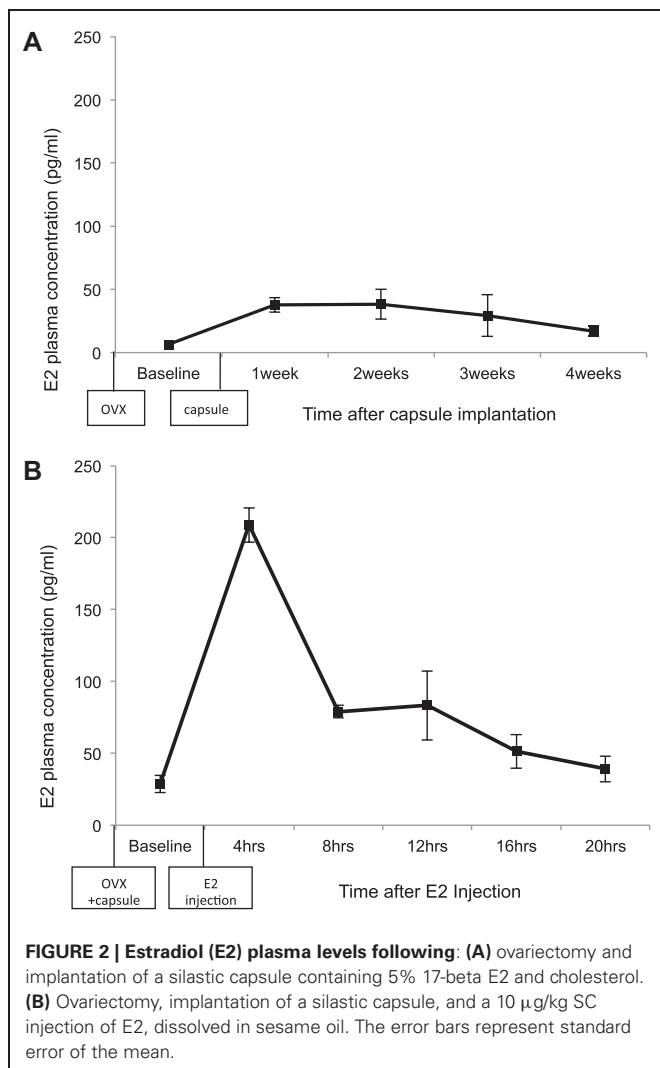 A
250
200
150
100
50
0
E2 plasma concentration (pg/ml)
Baseline 1week 2weeks 3weeks 4weeks
OVX capsule
Time after capsule implantation
B
250
200
150
100
50
0
E2 plasma concentration (pg/ml)
Baseline 4hrs 8hrs 12hrs 16hrs 20hrs
OVX
+capsule
E2
injection
Time after E2 Injection
FIGURE 2 | Estradiol (E2) plasma levels following: (A) ovariectomy and
implantation of a silastic capsule containing 5% 17-beta E2 and cholesterol.
(B) Ovariectomy, implantation of a silastic capsule, and a 10 μg/kg SC
injection of E2, dissolved in sesame oil. The error bars represent standard
error of the mean.